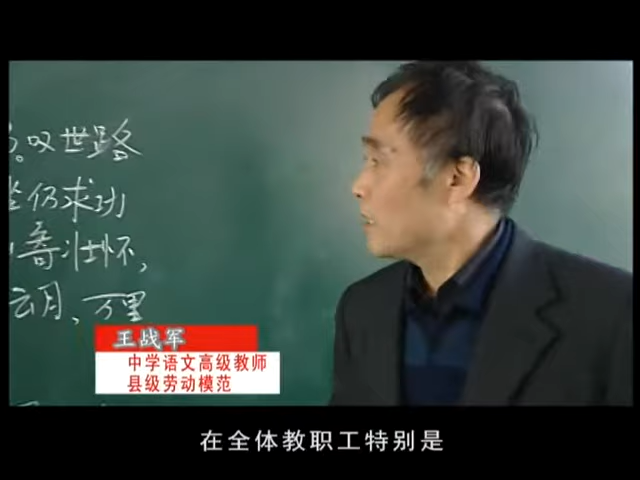 叹世路
仍求功
寄壮怀，
云月，万里
王战军
中学语文高级教师
县级劳动模范
在全体教职工特别是